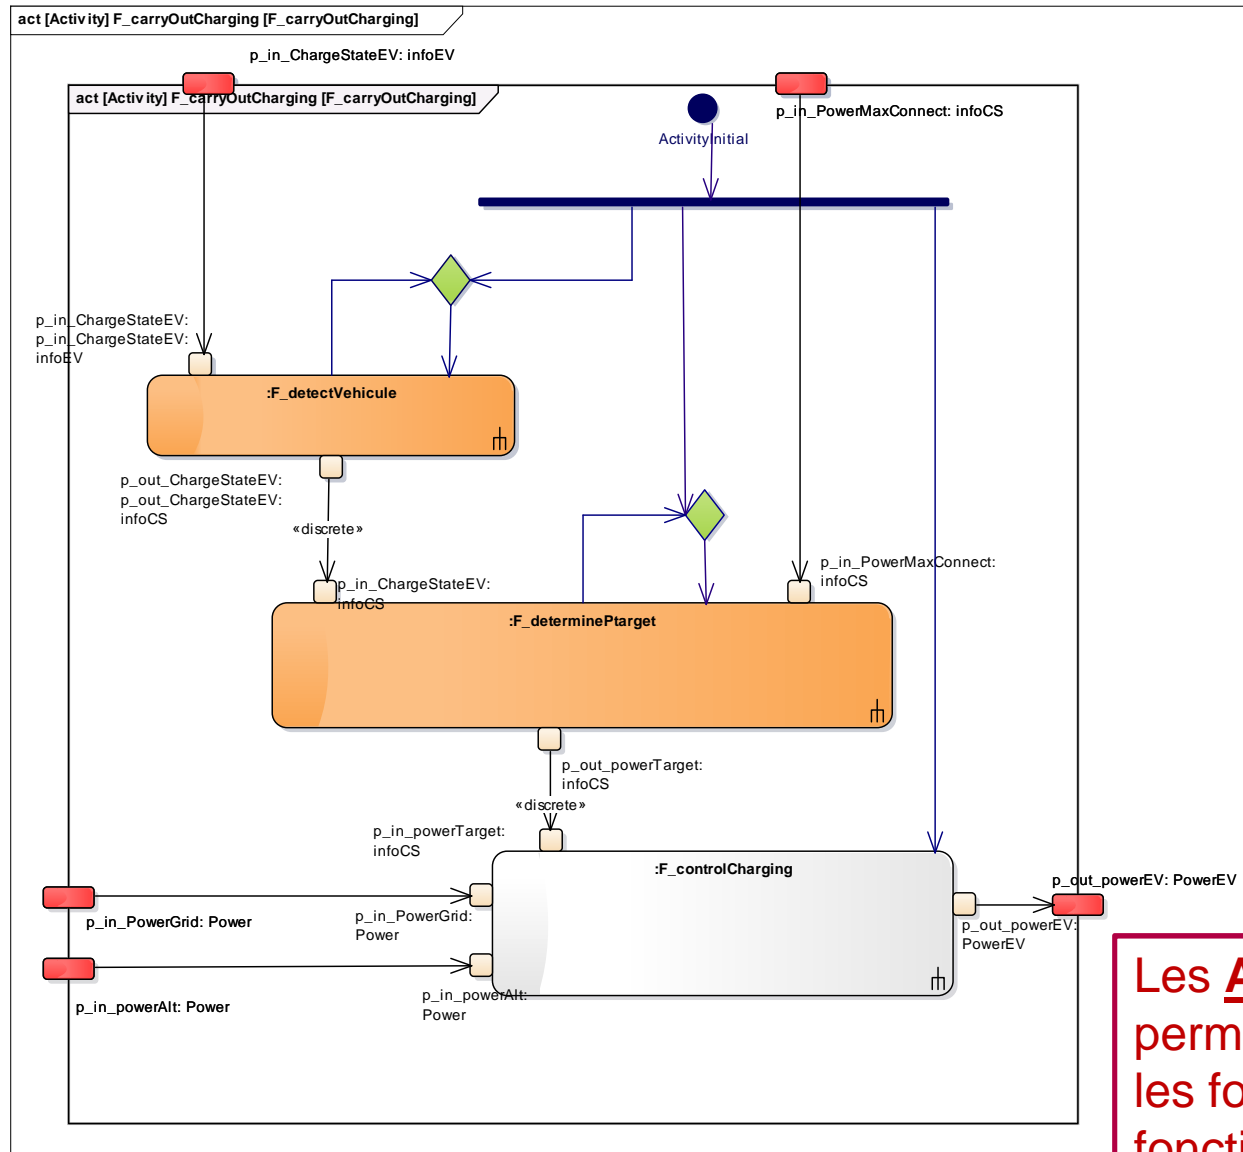 act [Activity] F_carryOutCharging [F_carryOutCharging]
p_in_ChargeStateEV: infoEV
act [Activity] F_carryOutCharging [F_carryOutCharging]
p_in_PowerMaxConnect: infoCS
ActivityInitial
p_in_ChargeStateEV:
p_in_ChargeStateEV:
infoEV
:F_detectVehicule
p_out_ChargeStateEV:
p_out_ChargeStateEV:
infoCS
«discrete»
p_in_ChargeStateEV:
infoCS
p_in_PowerMaxConnect:
infoCS
:F_determinePtarget
p_out_powerTarget:
infoCS
«discrete»
p_in_powerTarget:
infoCS
:F_controlCharging
p_in_PowerGrid: Power
p_in_PowerGrid:
Power
p_out_powerEV: PowerEV
p_out_powerEV:
PowerEV
p_in_powerAlt: Power
p_in_powerAlt:
Power
Les
les